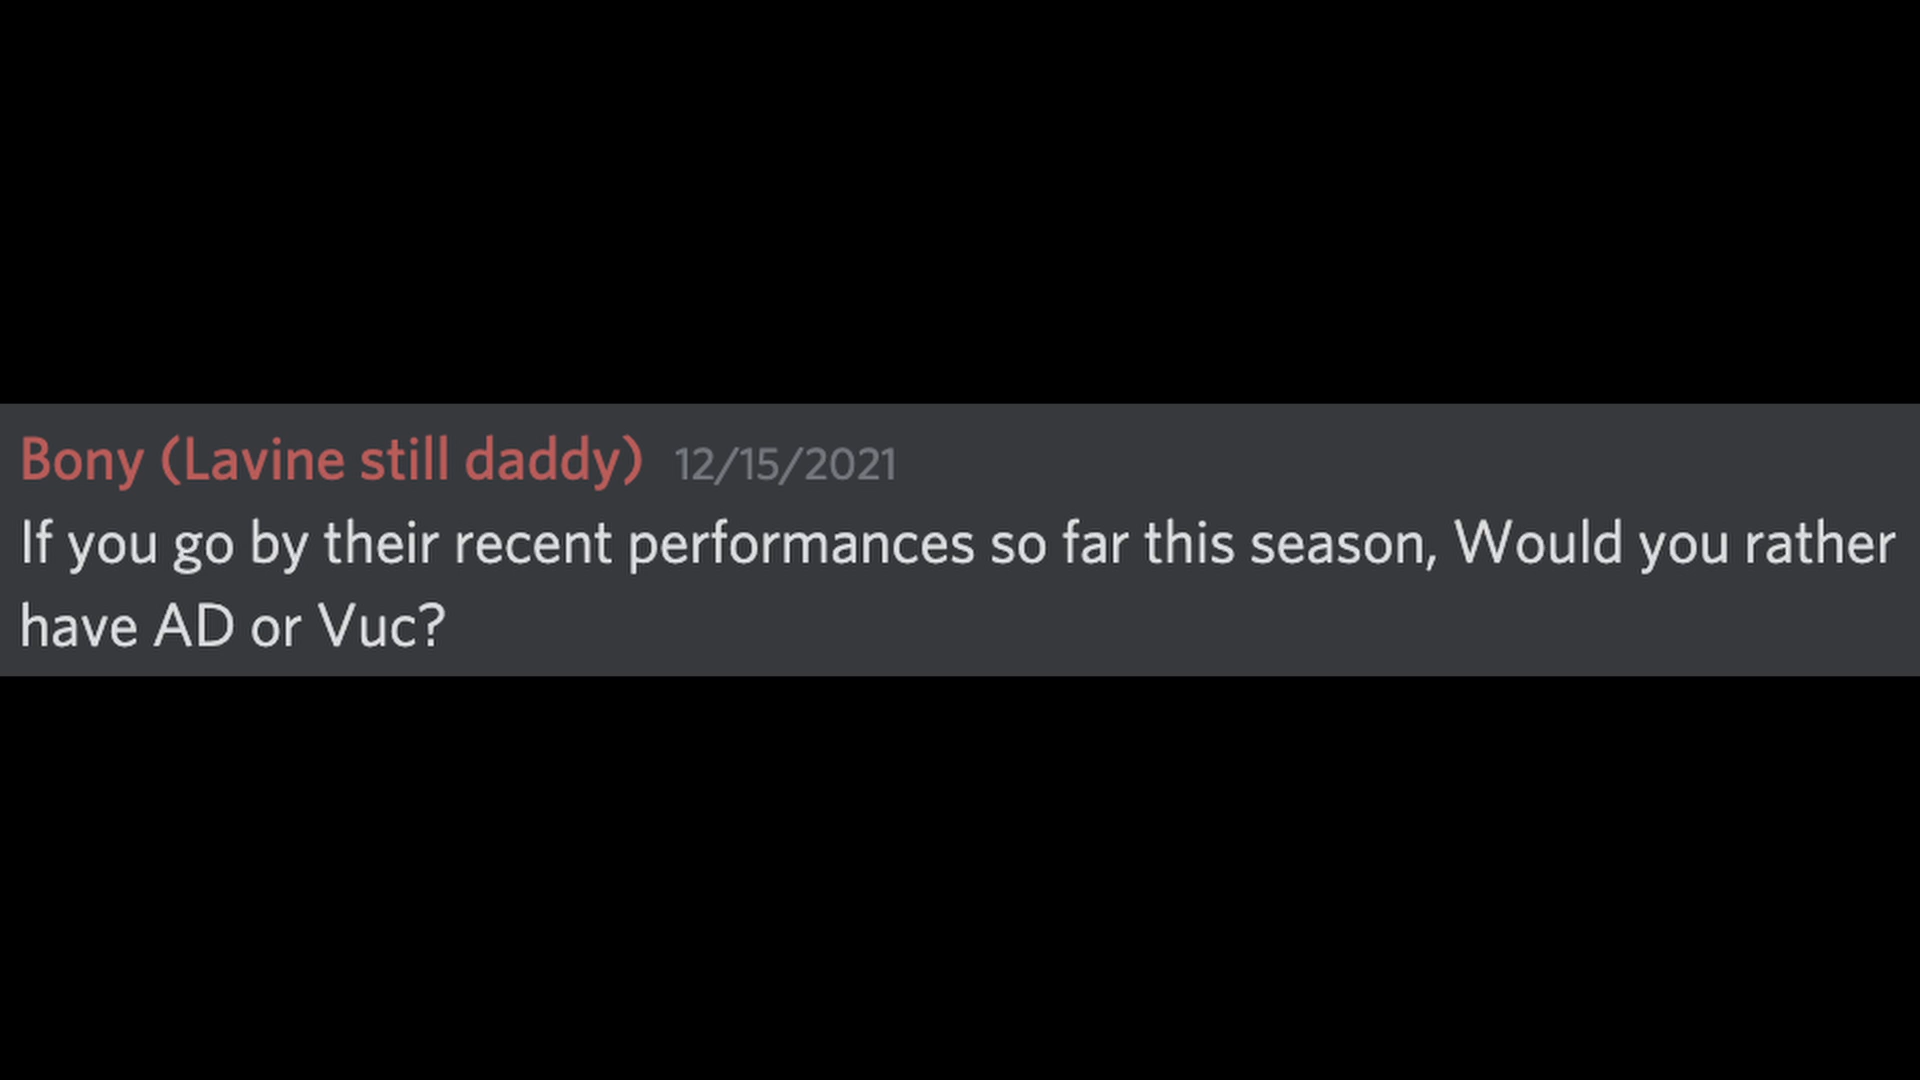 Bony (Lavine still daddy) 12/15/2021
If you go by their recent performances so far this season, Would you rather
have AD or Vuc?